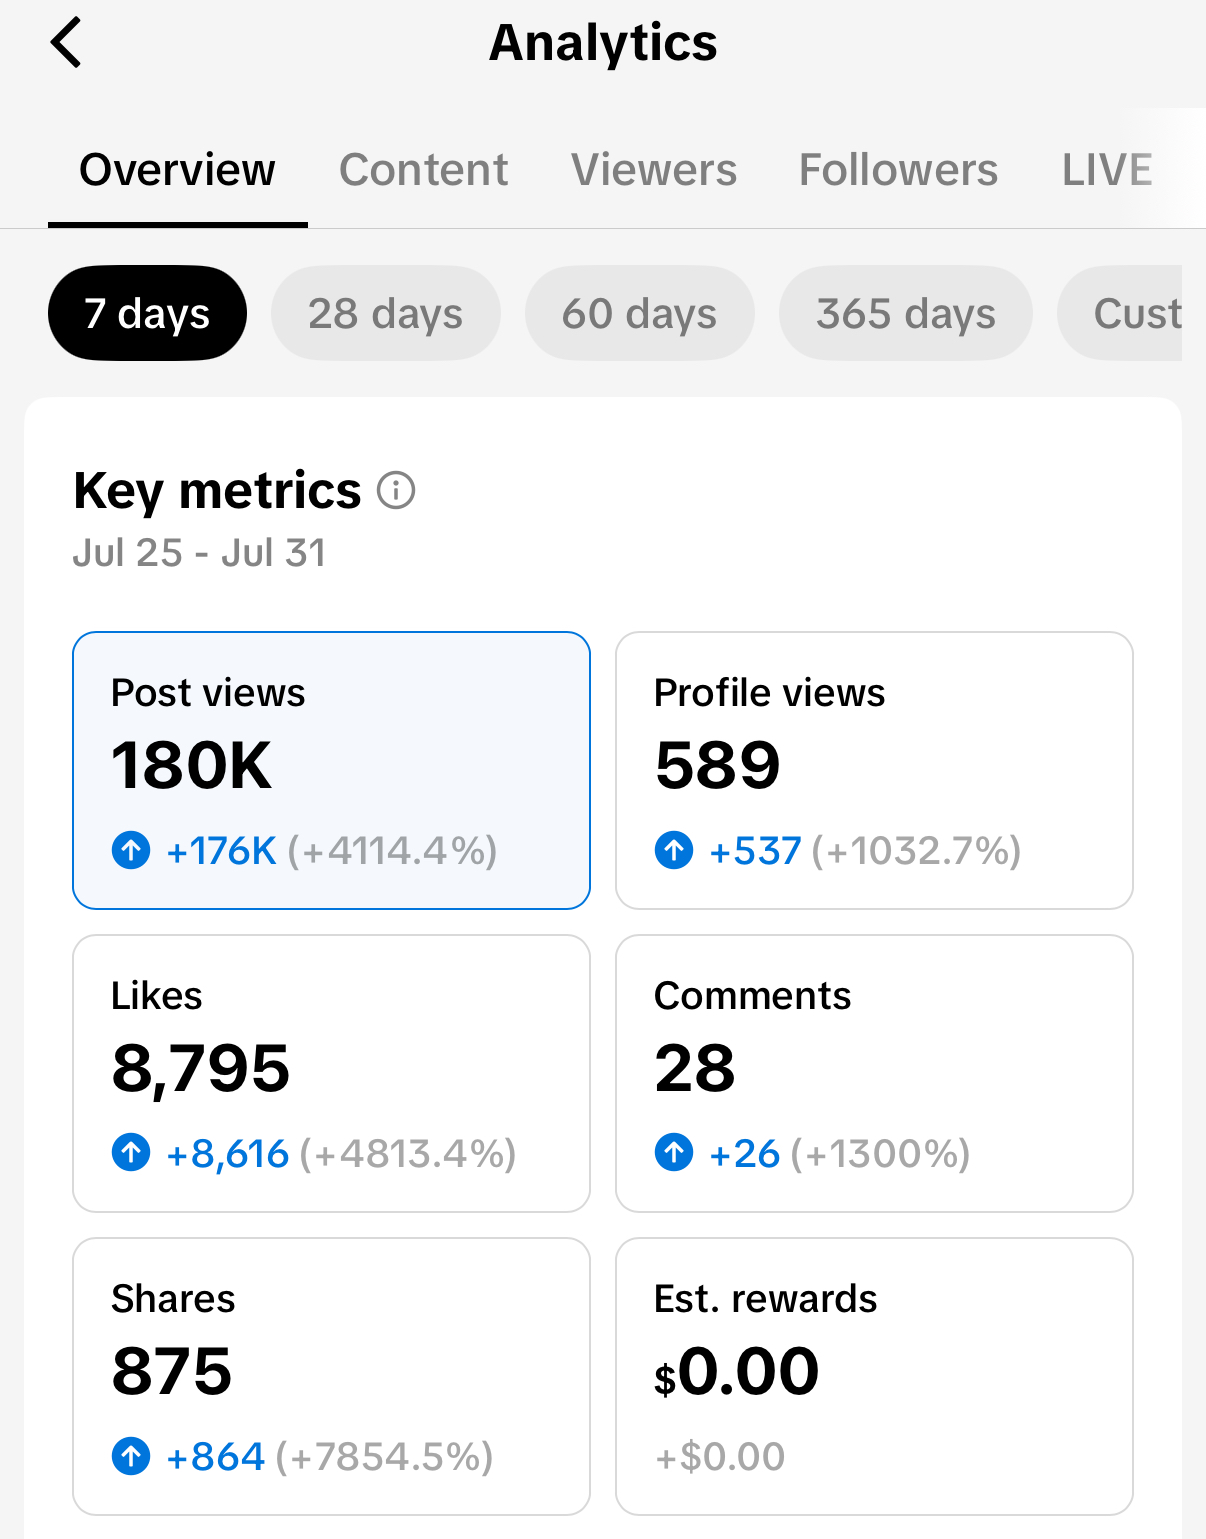 Analytics
Overview Content Viewers Followers LIVE
7 days 28 days 60 days 365 days Cust
Key metrics
Jul 25 - Jul 31
Post views
180K
+176K (+4114.4%)
Profile views
589
+537 (+1032.7%)
Likes
8,795
+8,616 (+4813.4%)
Comments
28
+26 (+1300%)
Shares
875
+864 (+7854.5%)
Est. rewards
$0.00
+$0.00